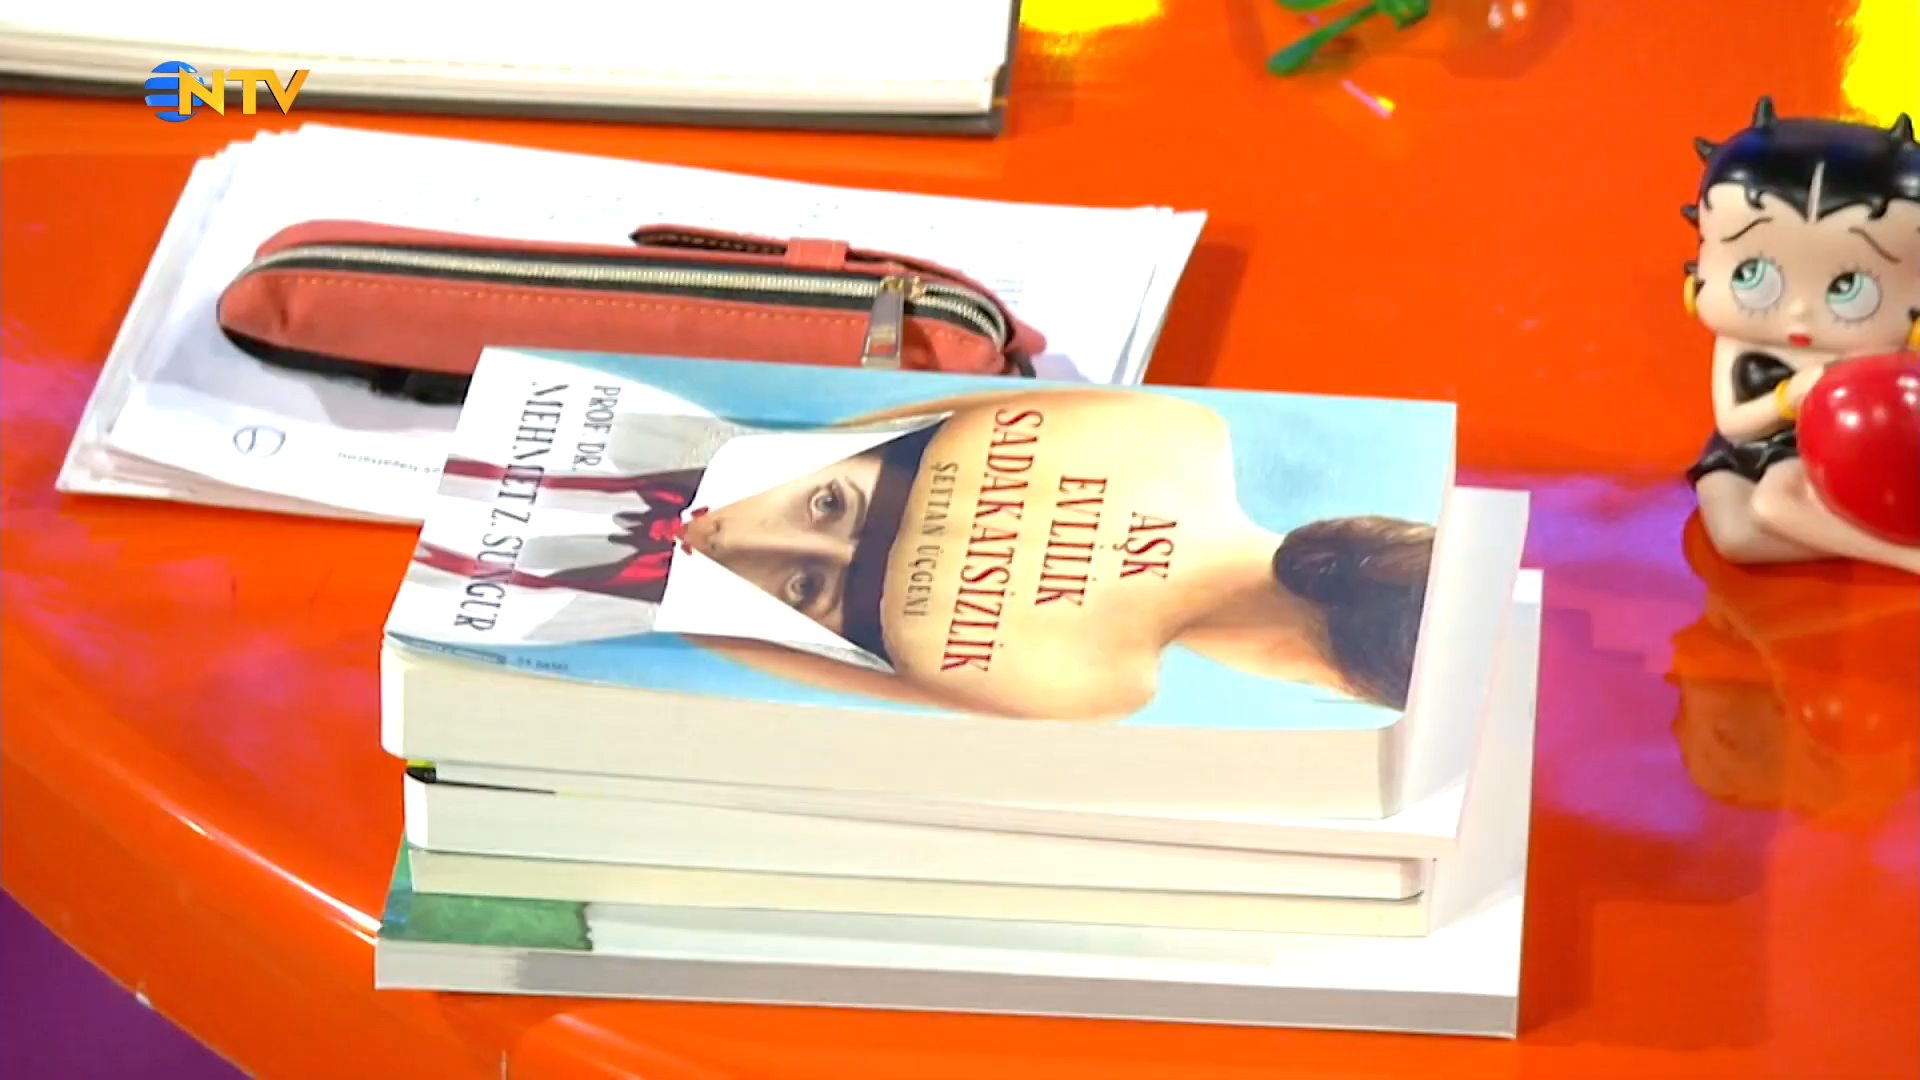 NTV
PROF. DR.
MEHMET Z. SUNGUR
AŞK
EVLİLİK
SADAKATSİZLİK
ŞEYTAN ÜÇGENİ